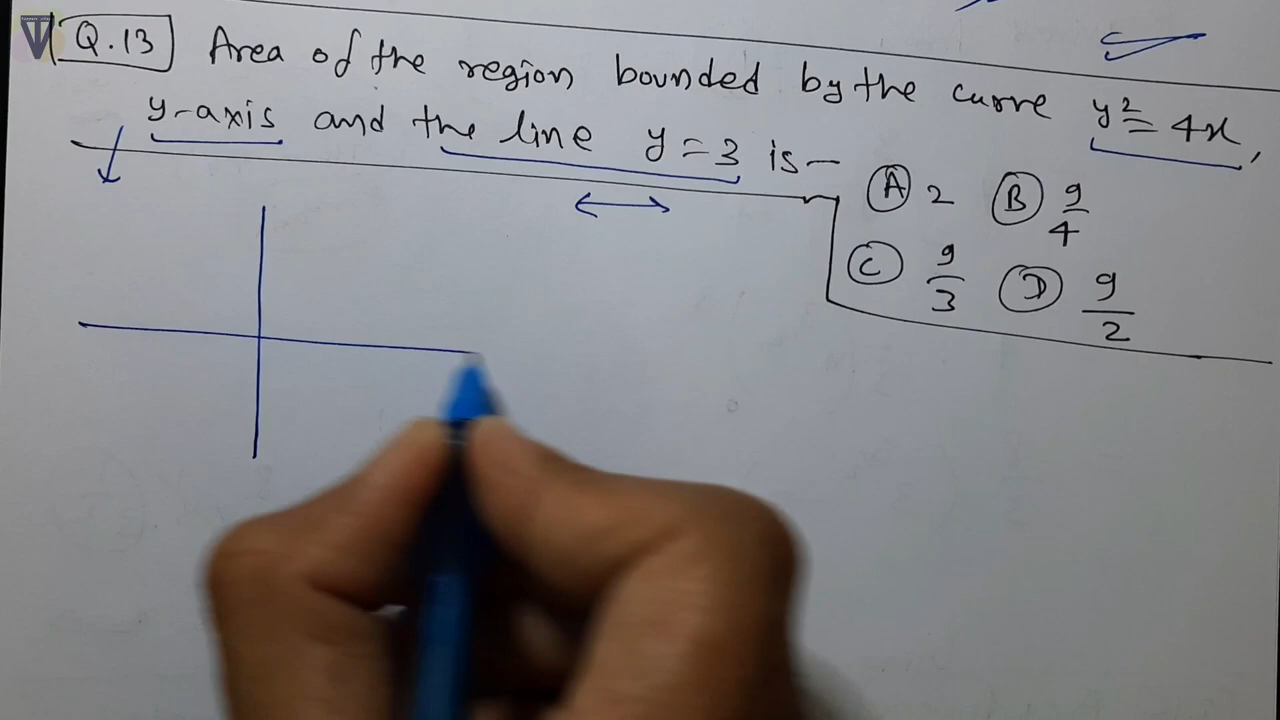 Q.13 Area of the region bounded by the curve y² = 4x,
y-axis and the line y = 3 is —
(A) 2 (B) 9/4
(C) 9/3 (D) 9/2